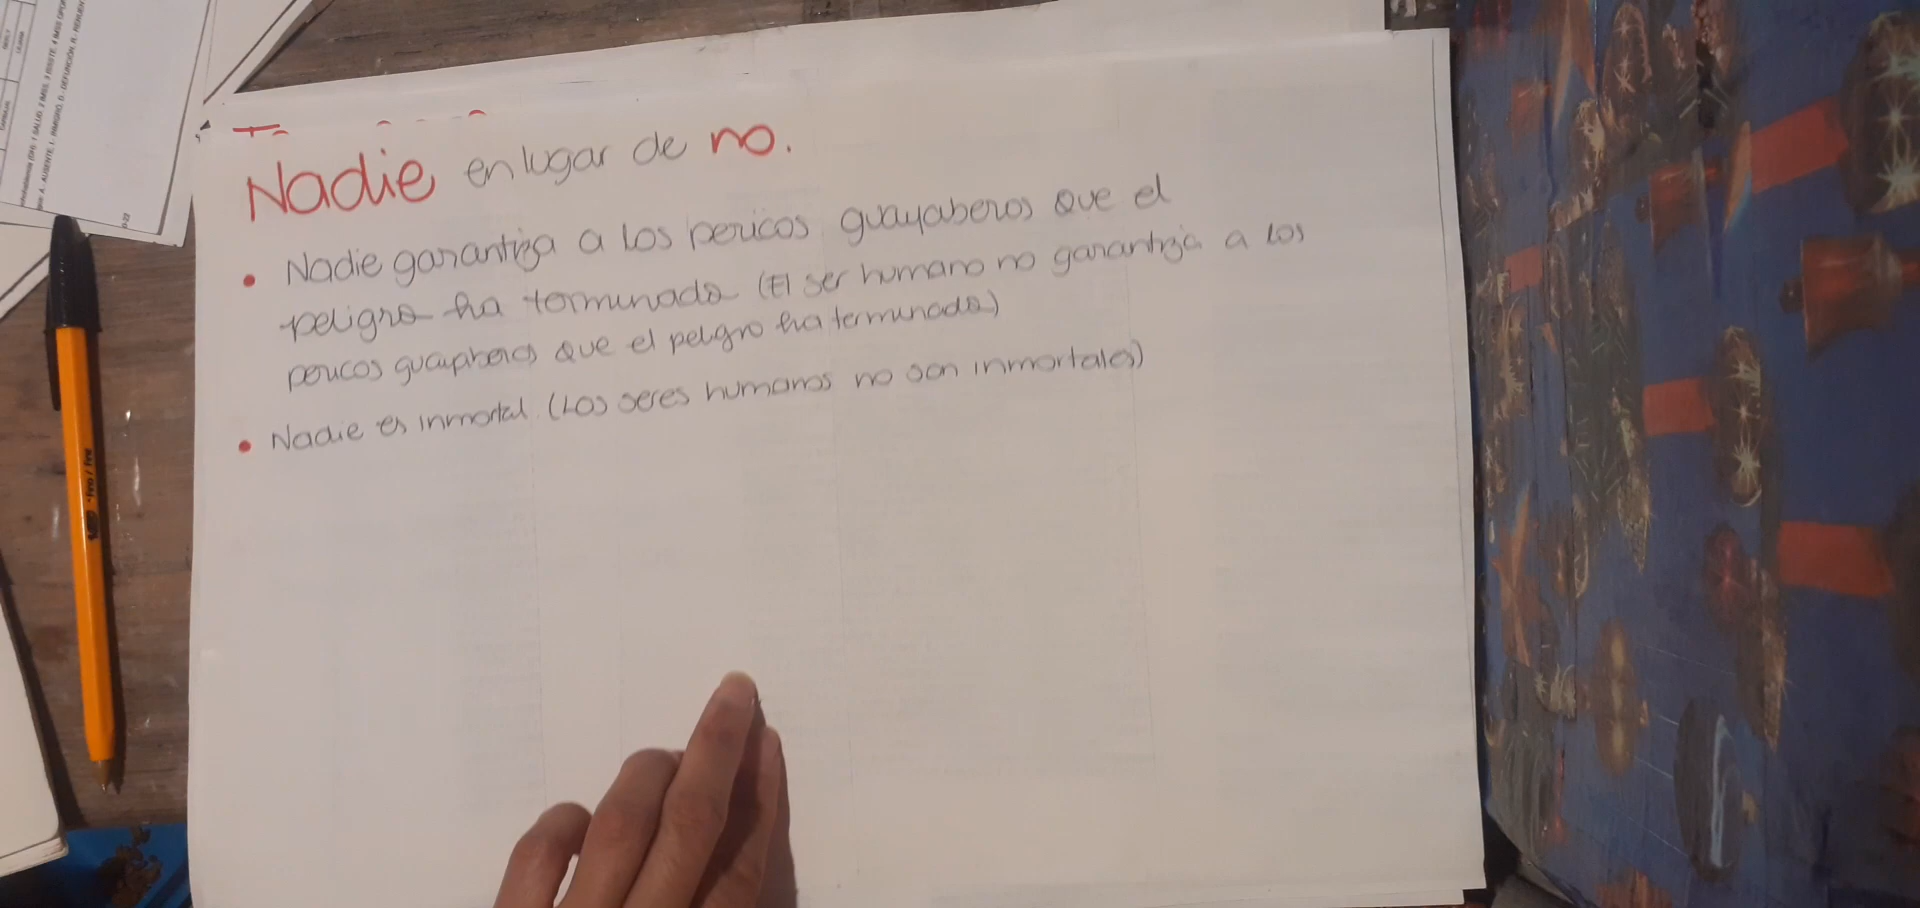 Nadie en lugar de no.
• Nadie garantiza a los pericos guayaberos que el
peligro ha terminado (El ser humano no garantiza a los
pericos guayaberos que el peligro ha terminado)
• Nadie es inmortal. (Los seres humanos no son inmortales)
BIC